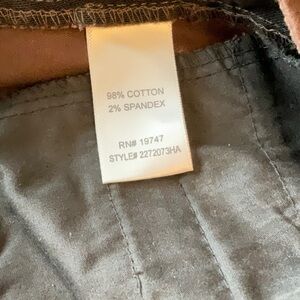 98% COTTON
2% SPANDEX
RN# 19747
STYLE# 2272073HA